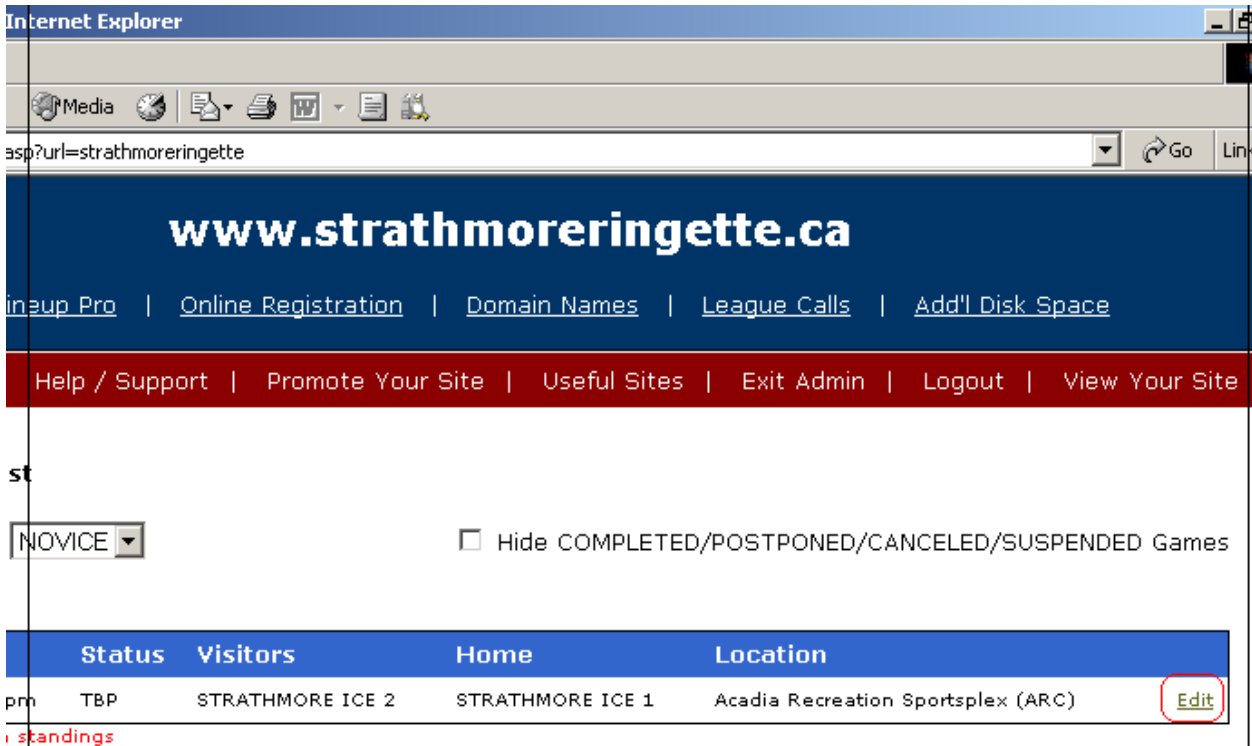 Internet Explorer
Media
asp?url=strathmoreringette Go Lin
www.strathmoreringette.ca
ineup Pro | Online Registration | Domain Names | League Calls | Add'l Disk Space
Help / Support | Promote Your Site | Useful Sites | Exit Admin | Logout | View Your Site
st
NOVICE Hide COMPLETED/POSTPONED/CANCELED/SUSPENDED Games
Status Visitors Home Location
pm TBP STRATHMORE ICE 2 STRATHMORE ICE 1 Acadia Recreation Sportsplex (ARC) Edit
standings